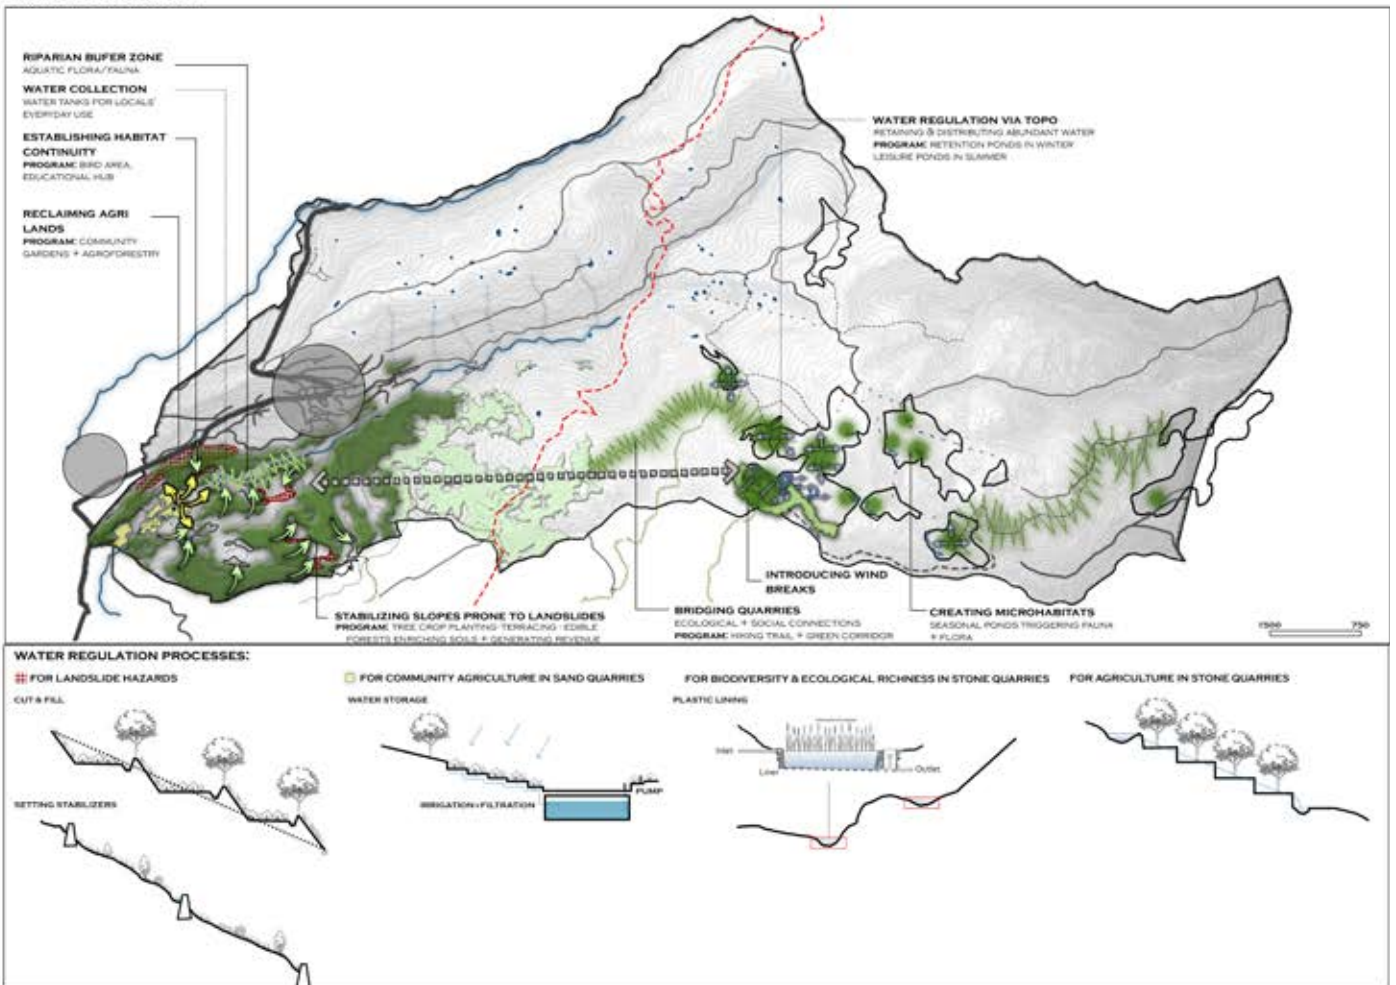 RIPARIAN BUFER ZONE
AQUATIC FLORA/FAUNA
WATER COLLECTION
WATER TANKS FOR LOCALS'
EVERYDAY USE
ESTABLISHING HABITAT
CONTINUITY
PROGRAM: BIRD AREA,
EDUCATIONAL HUB
RECLAIMNG AGRI
LANDS
PROGRAM: COMMUNITY
GARDENS + AGROFORESTRY
WATER REGULATION VIA TOPO
RETAINING & DISTRIBUTING ABUNDANT WATER
PROGRAM: RETENTION PONDS IN WINTER
LEISURE PONDS IN SUMMER
STABILIZING SLOPES PRONE TO LANDSLIDES
PROGRAM: TREE CROP PLANTING- TERRACING - EDIBLE
FORESTS ENRICHING SOILS + GENERATING REVENUE
BRIDGING QUARRIES
ECOLOGICAL + SOCIAL CONNECTIONS
PROGRAM: HIKING TRAIL + GREEN CORRIDOR
INTRODUCING WIND
BREAKS
CREATING MICROHABITATS
SEASONAL PONDS TRIGGERING FAUNA
+ FLORA
1500 750
WATER REGULATION PROCESSES:
FOR LANDSLIDE HAZARDS
CUT & FILL
SETTING STABILIZERS
FOR COMMUNITY AGRICULTURE IN SAND QUARRIES
WATER STORAGE
PUMP
IRRIGATION+FILTRATION
FOR BIODIVERSITY & ECOLOGICAL RICHNESS IN STONE QUARRIES
PLASTIC LINING
Inlet
Liner
Outlet
FOR AGRICULTURE IN STONE QUARRIES